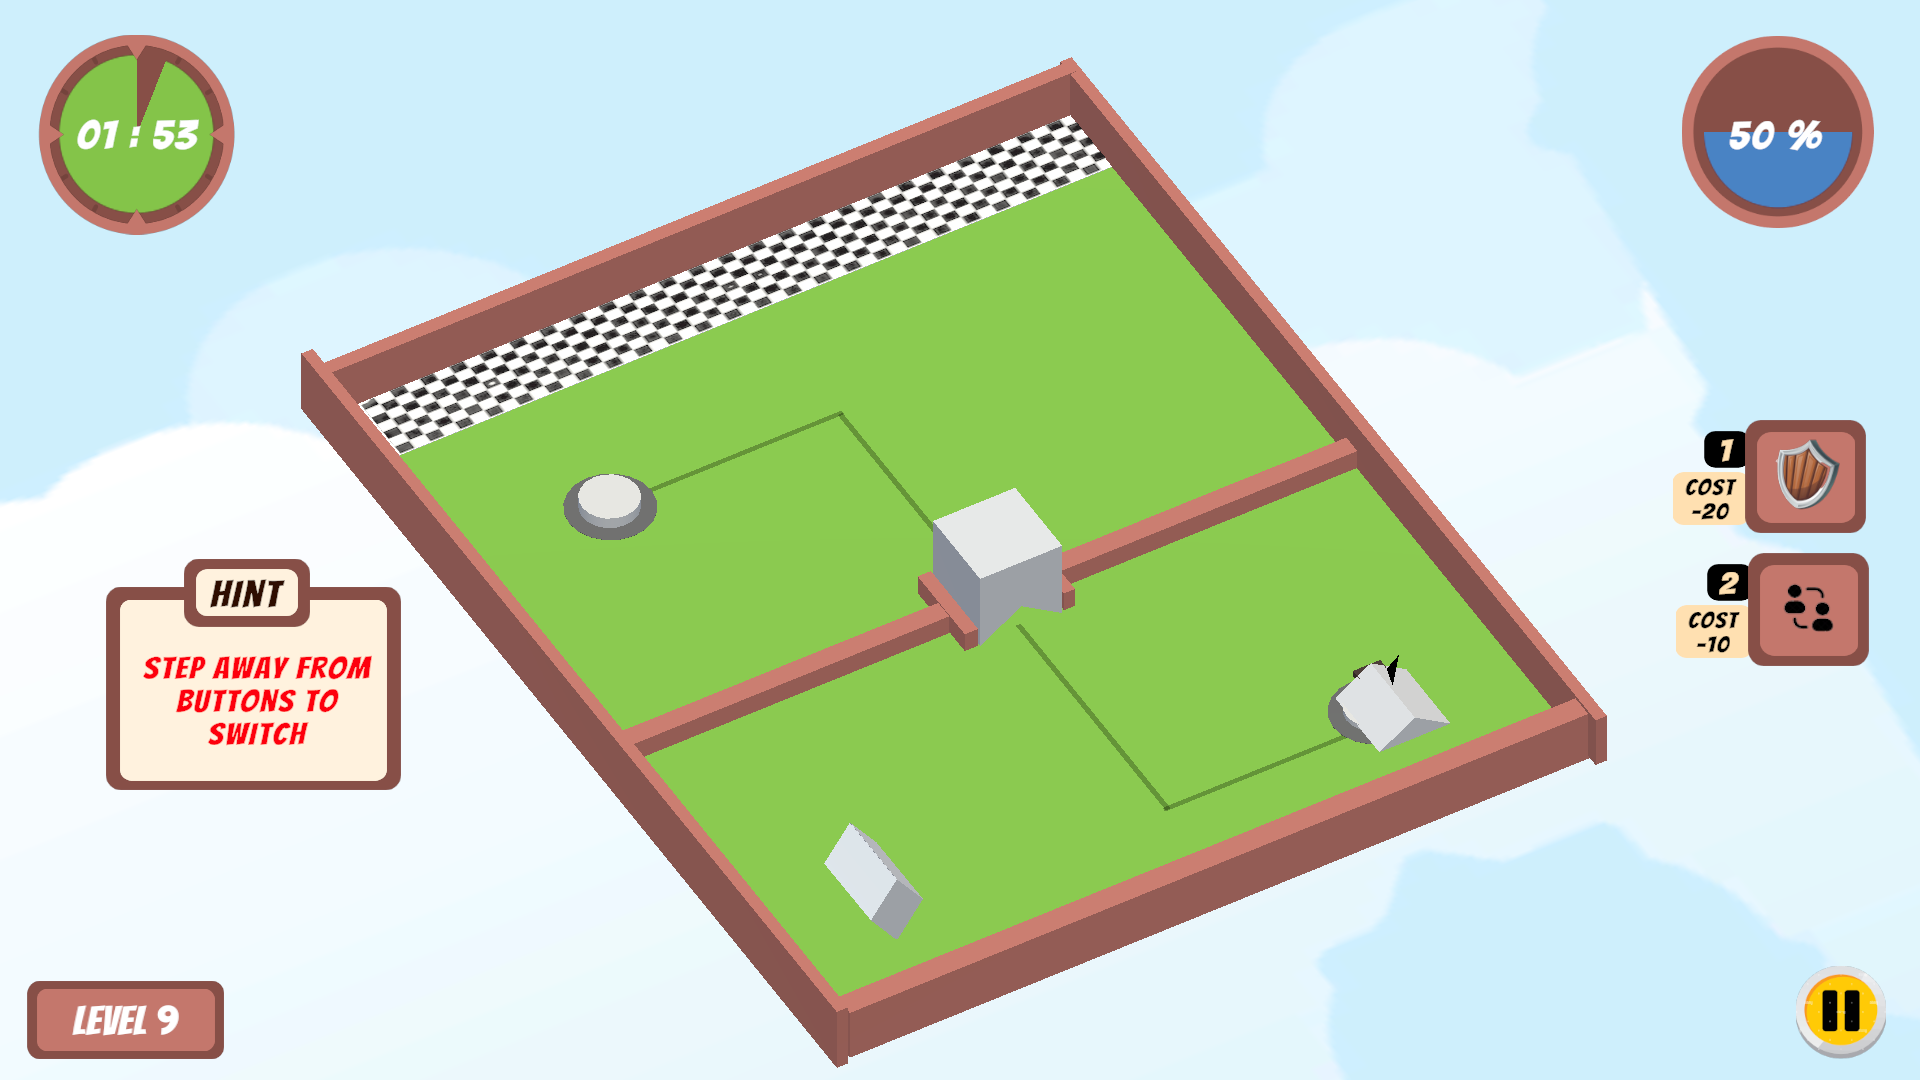 01 : 53
50 %
1
COST
-20
2
COST
-10
HINT
STEP AWAY FROM
BUTTONS TO
SWITCH
LEVEL 9